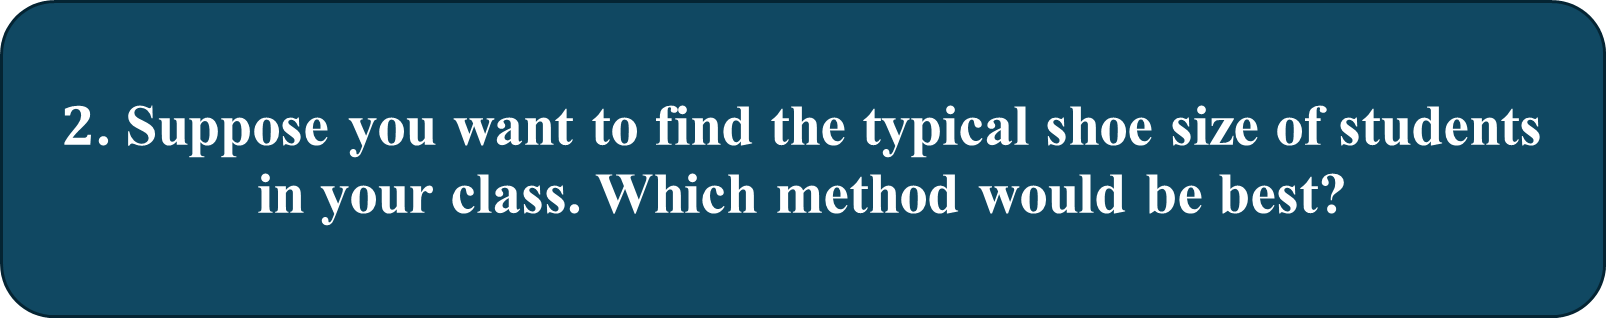 2. Suppose you want to find the typical shoe size of students
in your class. Which method would be best?